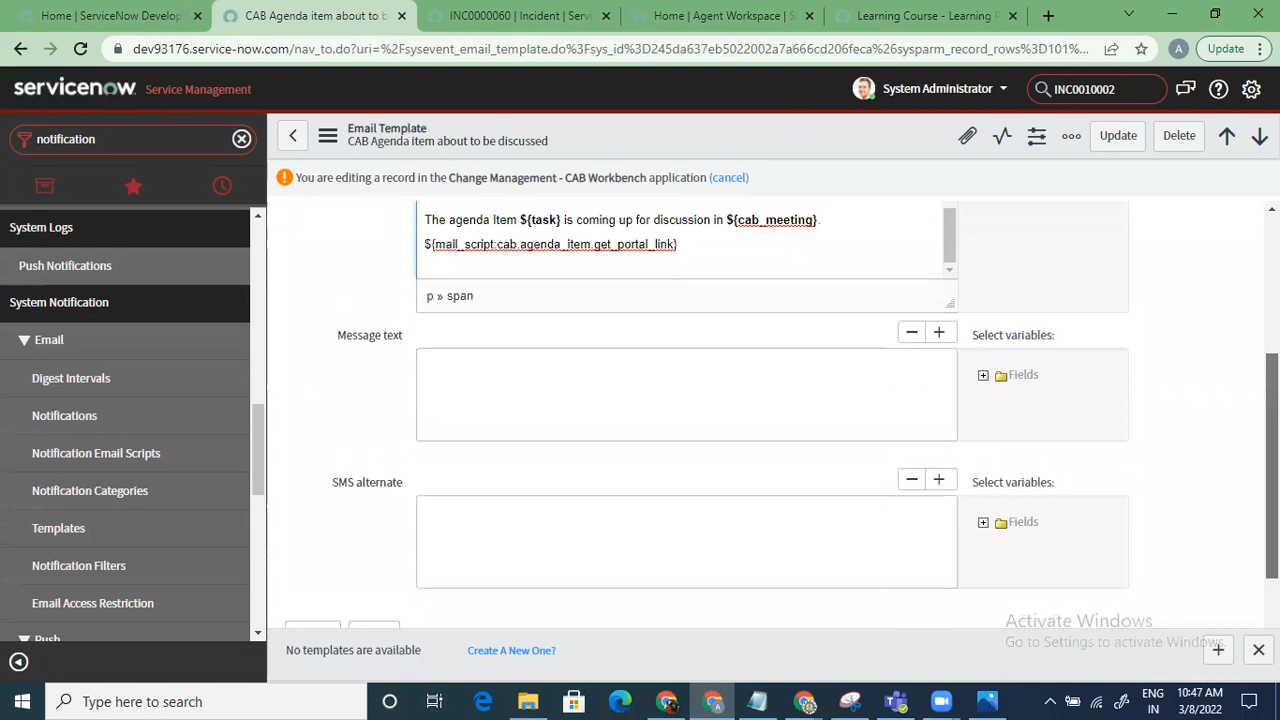 Home | ServiceNow Develop
CAB Agenda item about to b
INC0000060 | Incident | Servi
Home | Agent Workspace | S
Learning Course - Learning P
dev93176.service-now.com/nav_to.do?uri=%2Fsysevent_email_template.do%3Fsys_id%3D245da637eb5022002a7a666cd206feca%26sysparm_record_rows%3D101%...
A
Update
servicenow
Service Management
System Administrator
INC0010002
notification
Email Template
CAB Agenda item about to be discussed
Update
Delete
You are editing a record in the Change Management - CAB Workbench application (cancel)
System Logs
Push Notifications
System Notification
Email
Digest Intervals
Notifications
Notification Email Scripts
Notification Categories
Templates
Notification Filters
Email Access Restriction
Push
The agenda Item ${task} is coming up for discussion in ${cab_meeting}.
${mail_script:cab.agenda_item.get_portal_link}
p » span
Message text
Select variables:
Fields
SMS alternate
Select variables:
Fields
Activate Windows
Go to Settings to activate Windows.
No templates are available
Create A New One?
Type here to search
ENG
IN
10:47 AM
3/8/2022